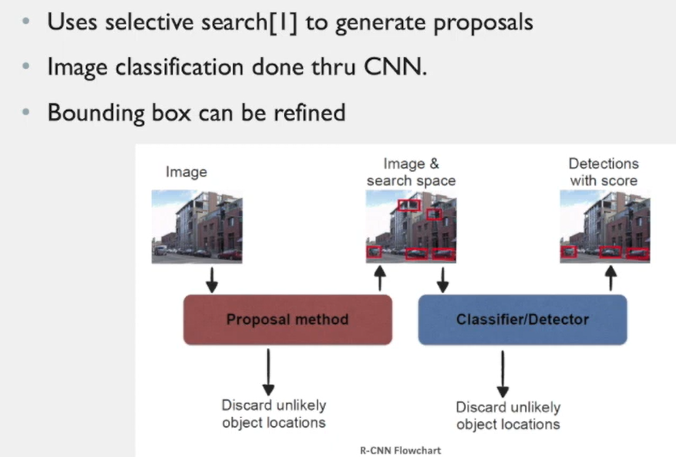 Uses selective search[1] to generate proposals
Image classification done thru CNN.
Bounding box can be refined
Image
Image &
search space
Detections
with score
Proposal method
Classifier/Detector
Discard unlikely
object locations
Discard unlikely
object locations
R-CNN Flowchart